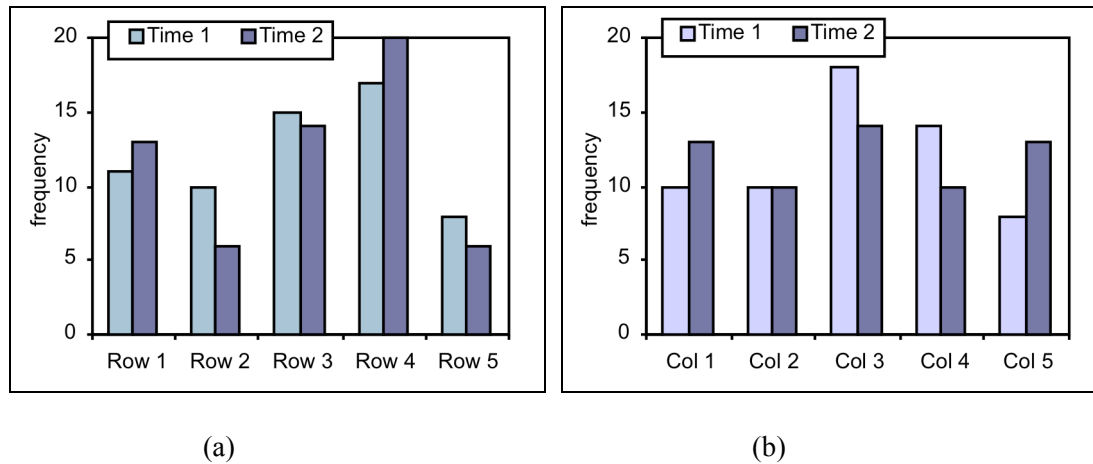 Time 1 Time 2
20
15
10
5
0
frequency
Row 1 Row 2 Row 3 Row 4 Row 5
(a)
Time 1 Time 2
20
15
10
5
0
frequency
Col 1 Col 2 Col 3 Col 4 Col 5
(b)